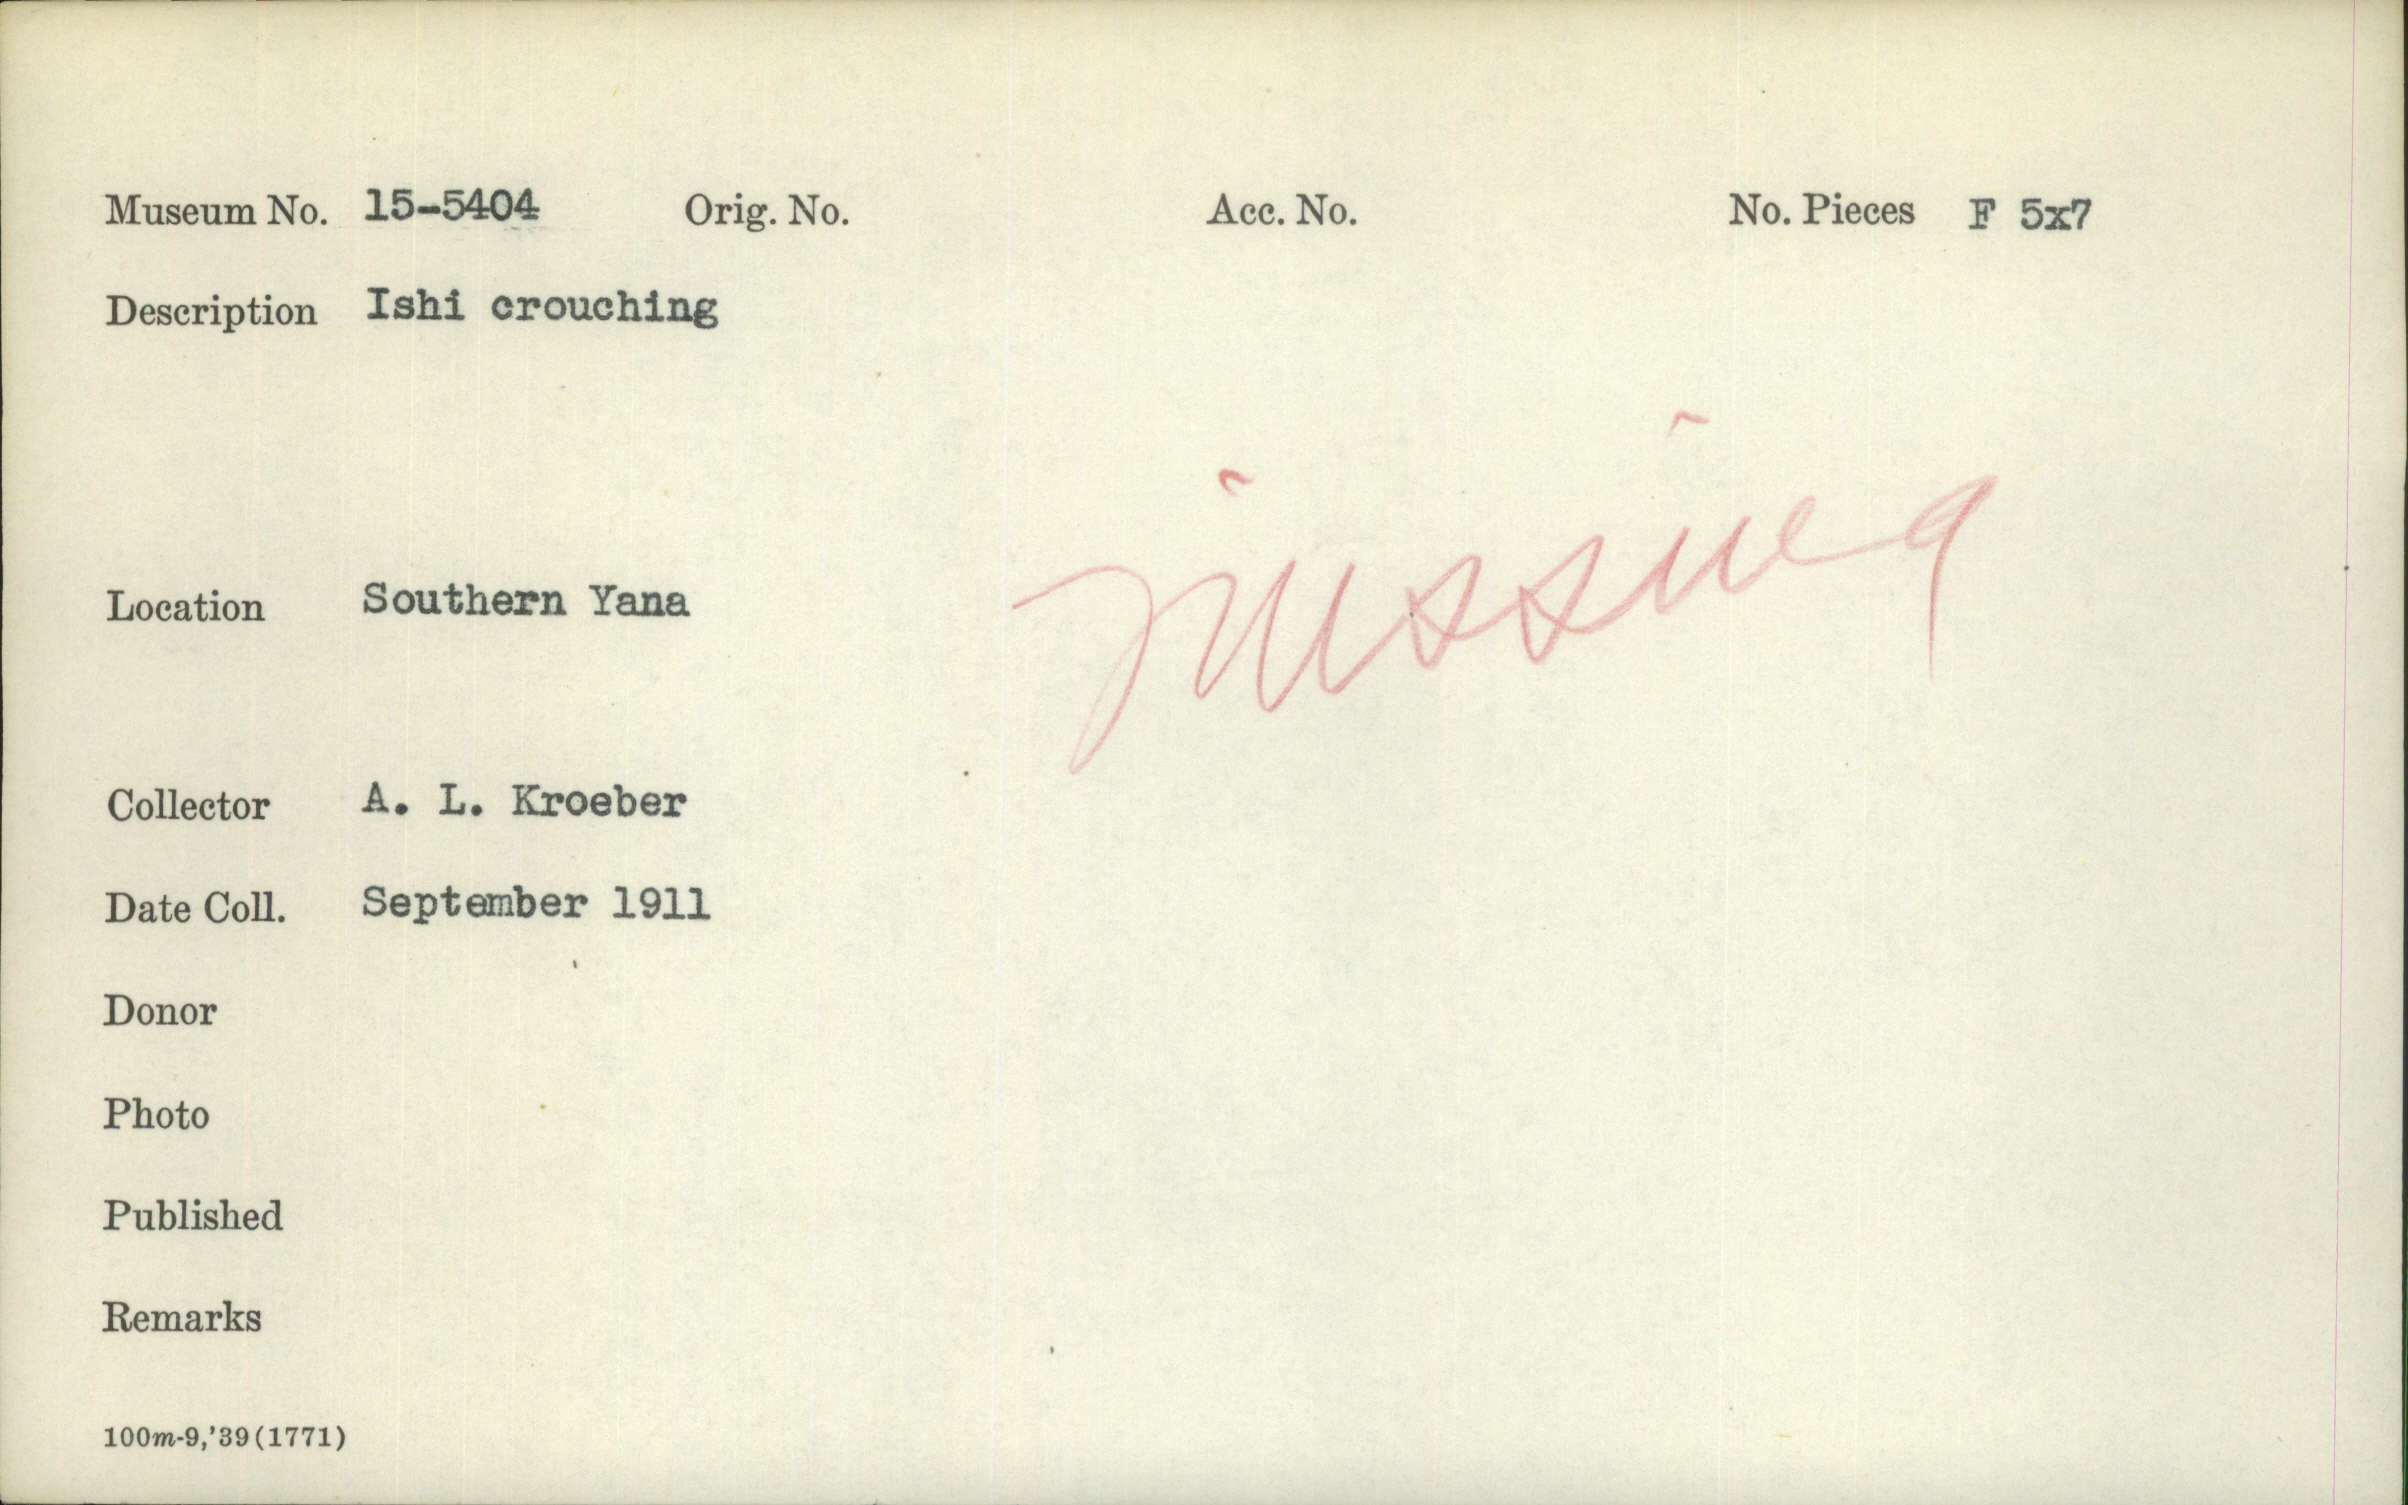 Museum No. 15-5404 Orig. No. Acc. No. No. Pieces F 5x7
Description Ishi crouching
missing
Location Southern Yana
Collector A. L. Kroeber
Date Coll. September 1911
Donor
Photo
Published
Remarks
100m-9,'39(1771)